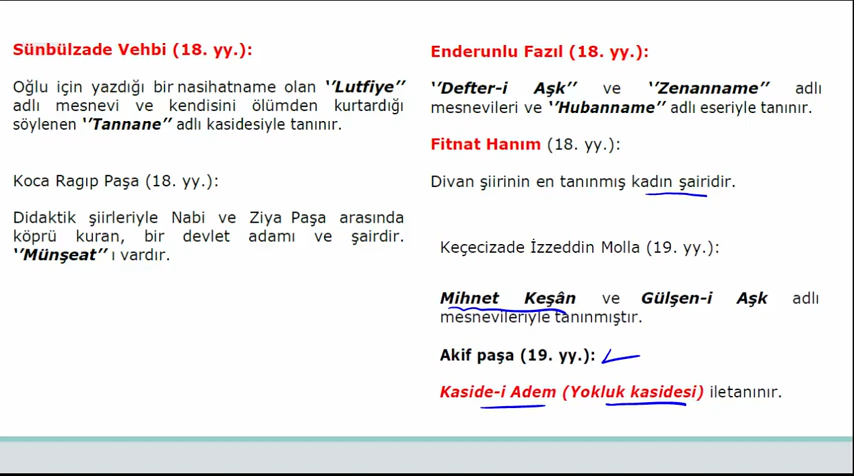 Sünbülzade Vehbi (18. yy.):
Oğlu için yazdığı bir nasihatname olan ‘‘Lutfiye’’
adlı mesnevi ve kendisini ölümden kurtardığı
söylenen ‘‘Tannane’’ adlı kasidesiyle tanınır.
Koca Ragıp Paşa (18. yy.):
Didaktik şiirleriyle Nabi ve Ziya Paşa arasında
köprü kuran, bir devlet adamı ve şairdir.
‘‘Münşeat’’ı vardır.
Enderunlu Fazıl (18. yy.):
‘‘Defter-i Aşk’’ ve ‘‘Zenanname’’ adlı
mesnevileri ve ‘‘Hubanname’’ adlı eseriyle tanınır.
Fitnat Hanım (18. yy.):
Divan şiirinin en tanınmış kadın şairidir.
Keçecizade İzzeddin Molla (19. yy.):
Mihnet Keşân ve Gülşen-i Aşk adlı
mesnevileriyle tanınmıştır.
Akif paşa (19. yy.):
Kaside-i Adem (Yokluk kasidesi) iletanınır.